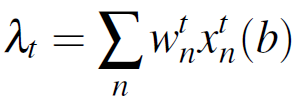 λ_t = ∑_n w_n^t x_n^t (b)